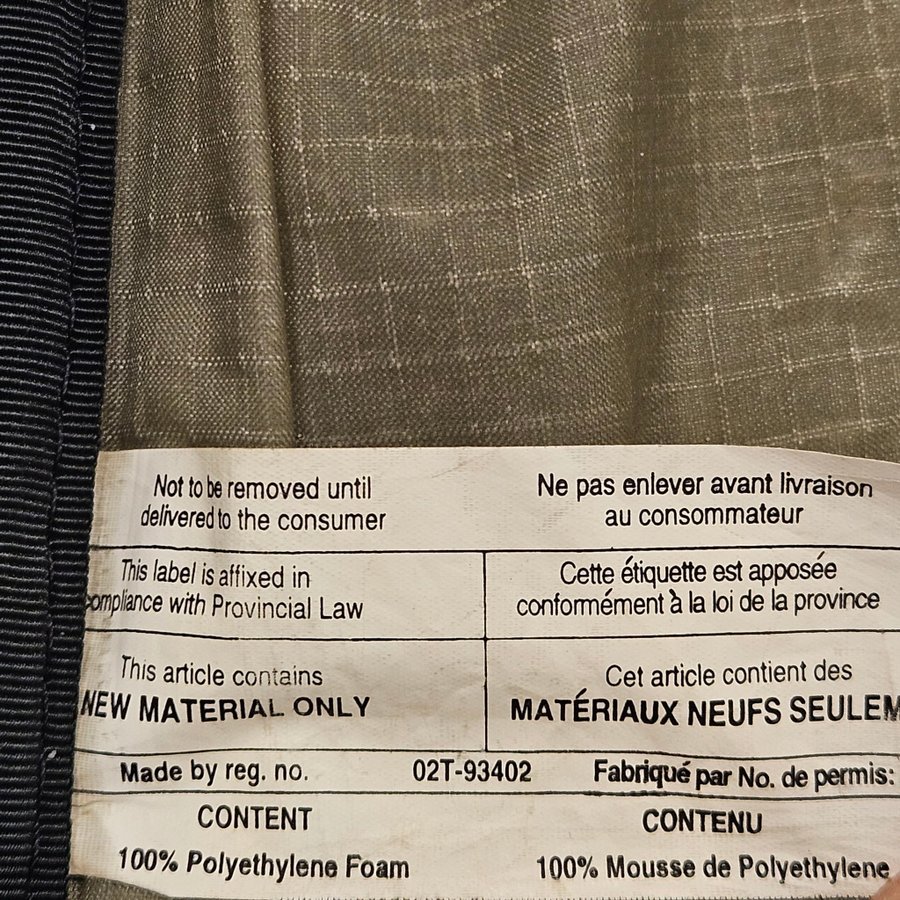 Not to be removed until
delivered to the consumer
Ne pas enlever avant livraison
au consommateur
This label is affixed in
compliance with Provincial Law
Cette étiquette est apposée
conformément à la loi de la province
This article contains
NEW MATERIAL ONLY
Cet article contient des
MATÉRIAUX NEUFS SEULEM
Made by reg. no. 02T-93402 Fabriqué par No. de permis:
CONTENT
100% Polyethylene Foam
CONTENU
100% Mousse de Polyethylene